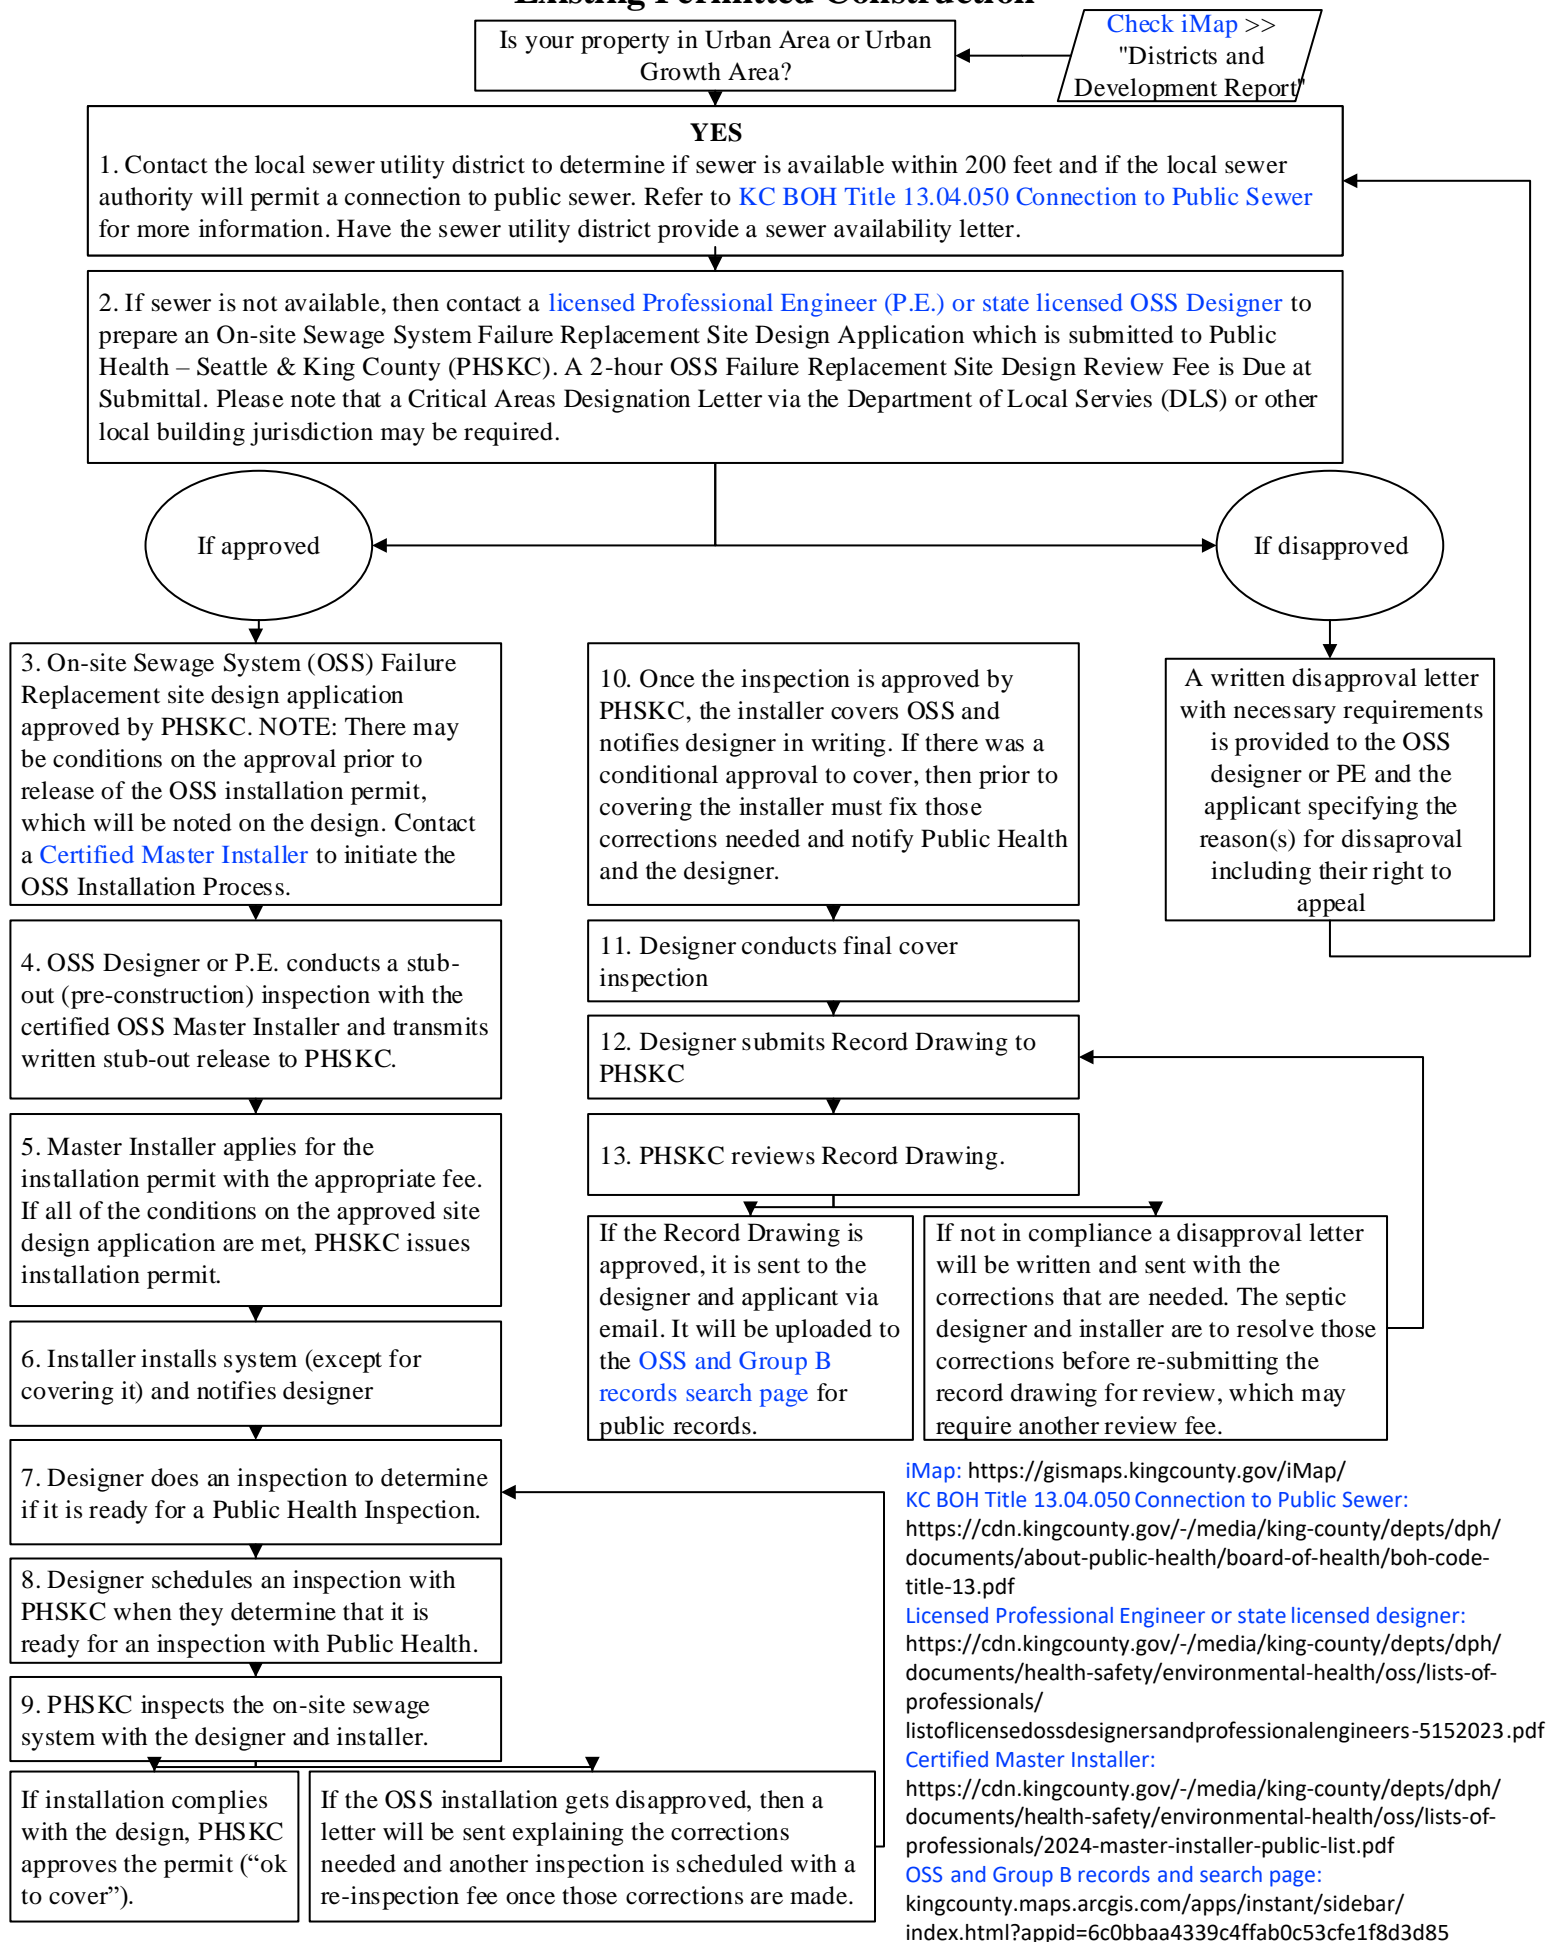 Existing Permitted Construction
Is your property in Urban Area or Urban
Growth Area?
Check iMap >>
"Districts and
Development Report"
YES
1. Contact the local sewer utility district to determine if sewer is available within 200 feet and if the local sewer
authority will permit a connection to public sewer. Refer to KC BOH Title 13.04.050 Connection to Public Sewer
for more information. Have the sewer utility district provide a sewer availability letter.
2. If sewer is not available, then contact a licensed Professional Engineer (P.E.) or state licensed OSS Designer to
prepare an On-site Sewage System Failure Replacement Site Design Application which is submitted to Public
Health – Seattle & King County (PHSKC). A 2-hour OSS Failure Replacement Site Design Review Fee is Due at
Submittal. Please note that a Critical Areas Designation Letter via the Department of Local Servies (DLS) or other
local building jurisdiction may be required.
If approved
If disapproved
3. On-site Sewage System (OSS) Failure
Replacement site design application
approved by PHSKC. NOTE: There may
be conditions on the approval prior to
release of the OSS installation permit,
which will be noted on the design. Contact
a Certified Master Installer to initiate the
OSS Installation Process.
4. OSS Designer or P.E. conducts a stub-
out (pre-construction) inspection with the
certified OSS Master Installer and transmits
written stub-out release to PHSKC.
5. Master Installer applies for the
installation permit with the appropriate fee.
If all of the conditions on the approved site
design application are met, PHSKC issues
installation permit.
6. Installer installs system (except for
covering it) and notifies designer
7. Designer does an inspection to determine
if it is ready for a Public Health Inspection.
8. Designer schedules an inspection with
PHSKC when they determine that it is
ready for an inspection with Public Health.
9. PHSKC inspects the on-site sewage
system with the designer and installer.
If installation complies
with the design, PHSKC
approves the permit (“ok
to cover”).
If the OSS installation gets disapproved, then a
letter will be sent explaining the corrections
needed and another inspection is scheduled with a
re-inspection fee once those corrections are made.
10. Once the inspection is approved by
PHSKC, the installer covers OSS and
notifies designer in writing. If there was a
conditional approval to cover, then prior to
covering the installer must fix those
corrections needed and notify Public Health
and the designer.
11. Designer conducts final cover
inspection
12. Designer submits Record Drawing to
PHSKC
13. PHSKC reviews Record Drawing.
If the Record Drawing is
approved, it is sent to the
designer and applicant via
email. It will be uploaded to
the OSS and Group B
records search page for
public records.
If not in compliance a disapproval letter
will be written and sent with the
corrections that are needed. The septic
designer and installer are to resolve those
corrections before re-submitting the
record drawing for review, which may
require another review fee.
A written disapproval letter
with necessary requirements
is provided to the OSS
designer or PE and the
applicant specifying the
reason(s) for dissaproval
including their right to
appeal
iMap: https://gismaps.kingcounty.gov/iMap/
KC BOH Title 13.04.050 Connection to Public Sewer:
https://cdn.kingcounty.gov/-/media/king-county/depts/dph/
documents/about-public-health/board-of-health/boh-code-
title-13.pdf
Licensed Professional Engineer or state licensed designer:
https://cdn.kingcounty.gov/-/media/king-county/depts/dph/
documents/health-safety/environmental-health/oss/lists-of-
professionals/
listoflicensedossdesignersandprofessionalengineers-5152023.pdf
Certified Master Installer:
https://cdn.kingcounty.gov/-/media/king-county/depts/dph/
documents/health-safety/environmental-health/oss/lists-of-
professionals/2024-master-installer-public-list.pdf
OSS and Group B records and search page:
kingcounty.maps.arcgis.com/apps/instant/sidebar/
index.html?appid=6c0bbaa4339c4ffab0c53cfe1f8d3d85